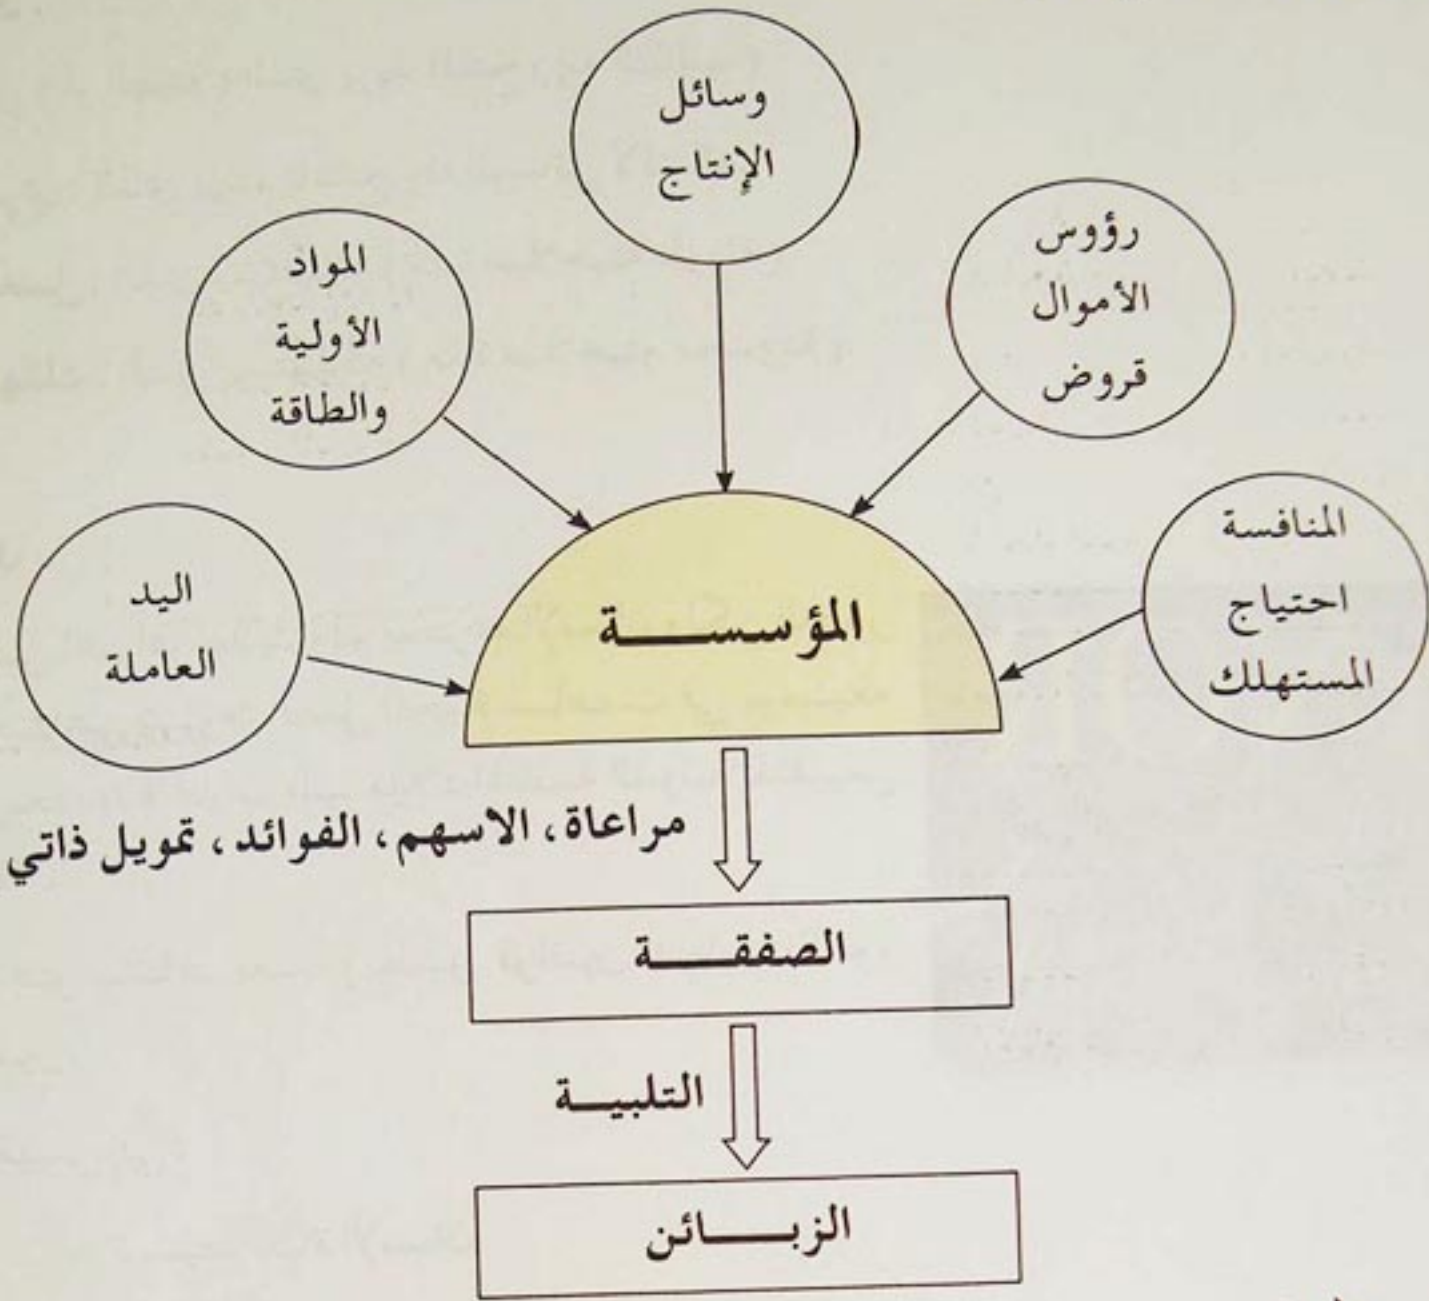 وسائل
الإنتاج
رؤوس
الأموال
قروض
المواد
الأولية
والطاقة
المنافسة
احتياج
المستهلك
اليد
العاملة
المؤسسة
مراعاة، الاسهم، الفوائد، تمويل ذاتي
الصفقة
التلبية
الزبائن